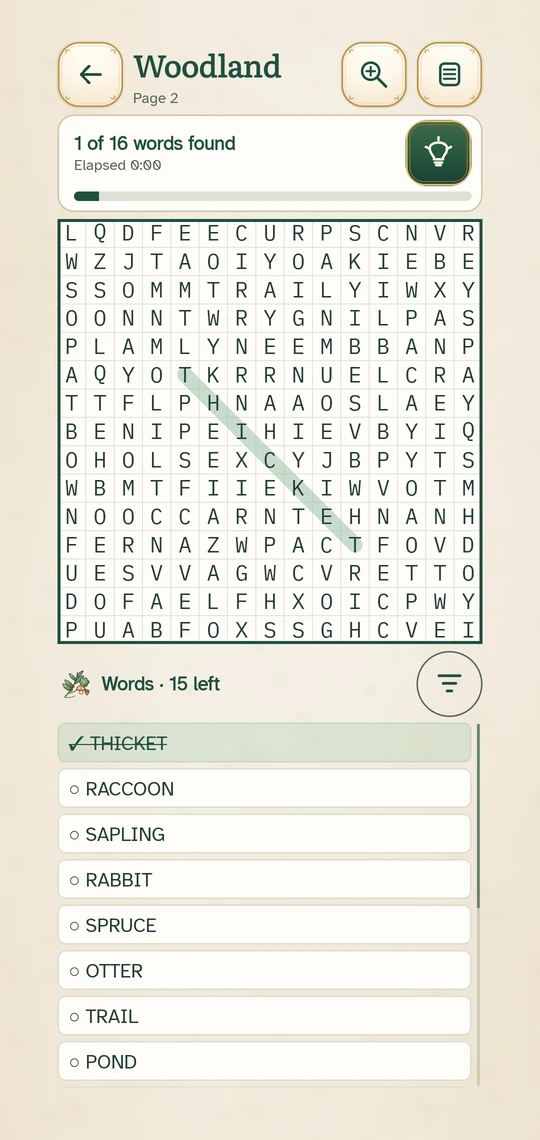 Woodland
Page 2
1 of 16 words found
Elapsed 0:00
L Q D F E E C U R P S C N V R
W Z J T A O I Y O A K I E B E
S S O M M T R A I L Y I W X Y
O O N N T W R Y G N I L P A S
P L A M L Y N E E M B B A N P
A Q Y O T K R R N U E L C R A
T T F L P H N A A O S L A E Y
B E N I P E I H I E V B Y I Q
O H O L S E X C Y J B P Y T S
W B M T F I I E K I W V O T M
N O O C C A R N T E H N A N H
F E R N A Z W P A C T F O V D
U E S V V A G W C V R E T T O
D O F A E L F H X O I C P W Y
P U A B F O X S S G H C V E I
Words · 15 left
✓ THICKET
○ RACCOON
○ SAPLING
○ RABBIT
○ SPRUCE
○ OTTER
○ TRAIL
○ POND